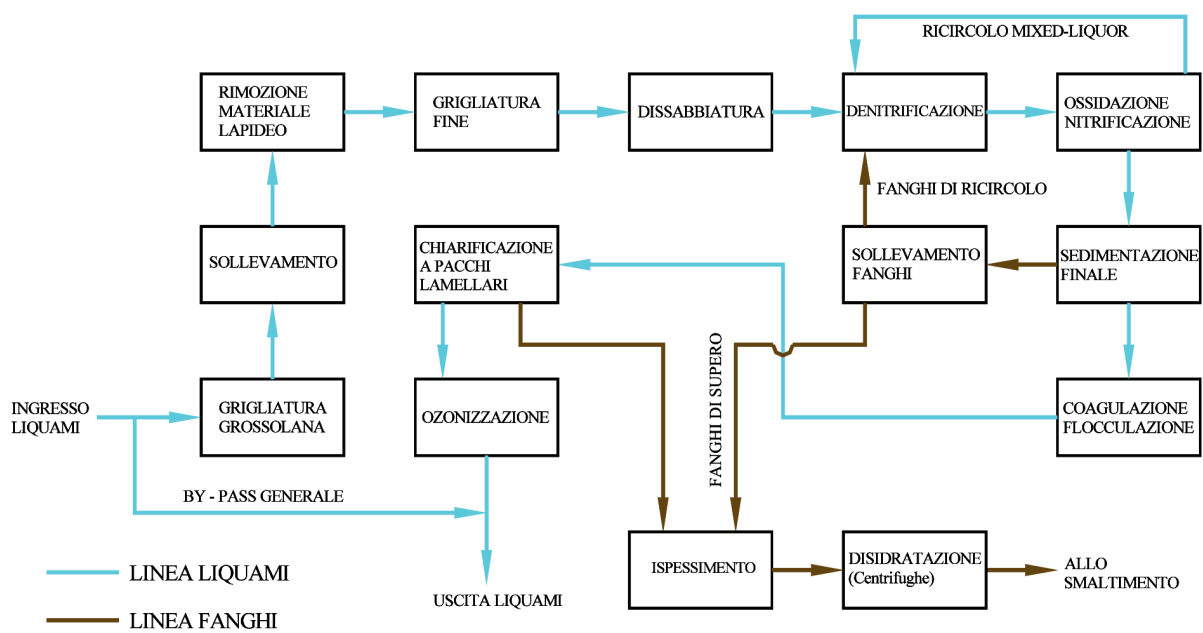 RICIRCOLO MIXED-LIQUOR
RIMOZIONE
MATERIALE
LAPIDEO
GRIGLIATURA
FINE
DISSABBIATURA
DENITRIFICAZIONE
OSSIDAZIONE
NITRIFICAZIONE
FANGHI DI RICIRCOLO
SOLLEVAMENTO
CHIARIFICAZIONE
A PACCHI
LAMELLARI
SOLLEVAMENTO
FANGHI
SEDIMENTAZIONE
FINALE
INGRESSO
LIQUAMI
GRIGLIATURA
GROSSOLANA
OZONIZZAZIONE
FANGHI DI SUPERO
COAGULAZIONE
FLOCCULAZIONE
BY - PASS GENERALE
ISPESSIMENTO
DISIDRATAZIONE
(Centrifughe)
ALLO
SMALTIMENTO
LINEA LIQUAMI
USCITA LIQUAMI
LINEA FANGHI